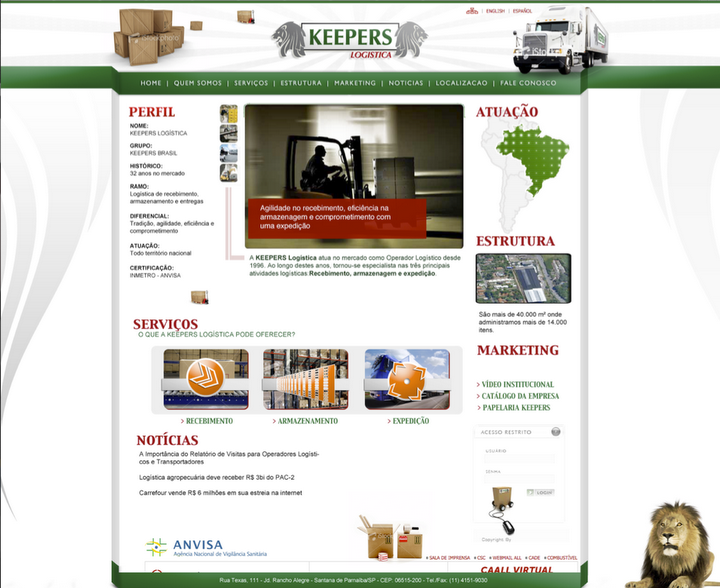 ENGLISH | ESPAÑOL
KEEPERS
LOGISTICA
HOME | QUEM SOMOS | SERVIÇOS | ESTRUTURA | MARKETING | NOTICIAS | LOCALIZACAO | FALE CONOSCO
PERFIL
NOME:
KEEPERS LOGÍSTICA
GRUPO:
KEEPERS BRASIL
HISTÓRICO:
32 anos no mercado
RAMO:
Logística de recebimento,
armazenamento e entregas
DIFERENCIAL:
Tradição, agilidade, eficiência e
comprometimento
ATUAÇÃO:
Todo território nacional
CERTIFICAÇÃO:
INMETRO - ANVISA
Agilidade no recebimento, eficiência na
armazenagem e comprometimento com
uma expedição
A KEEPERS Logística atua no mercado como Operador Logístico desde
1996. Ao longo destes anos, tornou-se especialista nas três principais
atividades logísticas: Recebimento, armazenagem e expedição.
ATUAÇÃO
ESTRUTURA
São mais de 40.000 m² onde
administramos mais de 14.000
itens.
SERVIÇOS
O QUE A KEEPERS LOGÍSTICA PODE OFERECER?
> RECEBIMENTO > ARMAZENAMENTO > EXPEDIÇÃO
MARKETING
> VÍDEO INSTITUCIONAL
> CATÁLOGO DA EMPRESA
> PAPELARIA KEEPERS
NOTÍCIAS
A Importância do Relatório de Visitas para Operadores Logísti-
cos e Transportadores
Logística agropecuária deve receber R$ 3bi do PAC-2
Carrefour vende R$ 6 milhões em sua estreia na internet
ACESSO RESTRITO
USUARIO
SENHA
LOGIN
Copyright By
ANVISA
Agência Nacional de Vigilância Sanitária
SALA DE IMPRENSA CSC WEBMAIL ALL CADE COMBUSTÍVEL
CAALL VIRTUAL
Rua Texas, 111 - Jd. Rancho Alegre - Santana de Parnaíba/SP - CEP: 06515-200 - Tel./Fax: (11) 4151-9030